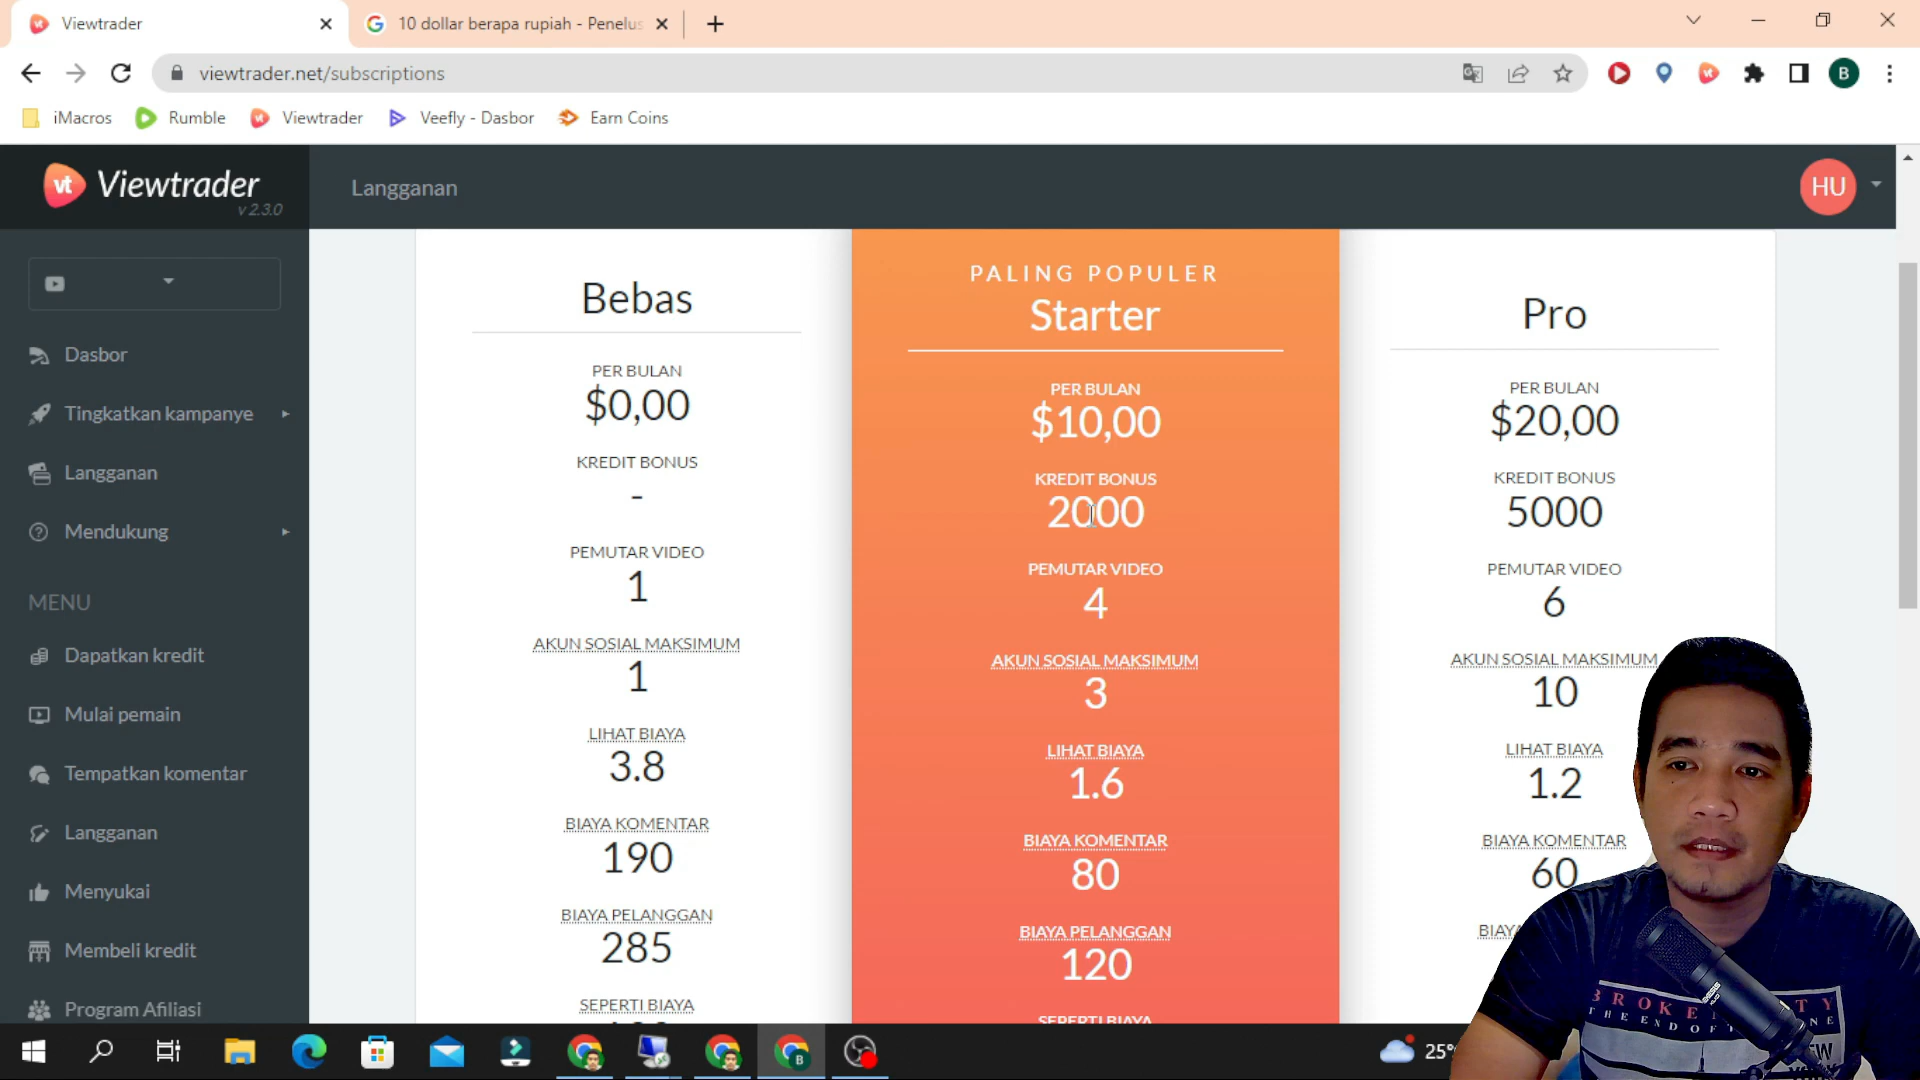 Viewtrader
10 dollar berapa rupiah - Penelus
viewtrader.net/subscriptions
B
iMacros
Rumble
Viewtrader
Veefly - Dasbor
Earn Coins
vt Viewtrader
v 2.3.0
Langganan
HU
Dasbor
Tingkatkan kampanye
Langganan
Mendukung
MENU
Dapatkan kredit
Mulai pemain
Tempatkan komentar
Langganan
Menyukai
Membeli kredit
Program Afiliasi
Bebas
PER BULAN
$0,00
KREDIT BONUS
-
PEMUTAR VIDEO
1
AKUN SOSIAL MAKSIMUM
1
LIHAT BIAYA
3.8
BIAYA KOMENTAR
190
BIAYA PELANGGAN
285
SEPERTI BIAYA
PALING POPULER
Starter
PER BULAN
$10,00
KREDIT BONUS
2000
PEMUTAR VIDEO
4
AKUN SOSIAL MAKSIMUM
3
LIHAT BIAYA
1.6
BIAYA KOMENTAR
80
BIAYA PELANGGAN
120
SEPERTI BIAYA
Pro
PER BULAN
$20,00
KREDIT BONUS
5000
PEMUTAR VIDEO
6
AKUN SOSIAL MAKSIMUM
10
LIHAT BIAYA
1.2
BIAYA KOMENTAR
60
BIAYA
25°
THE END OF